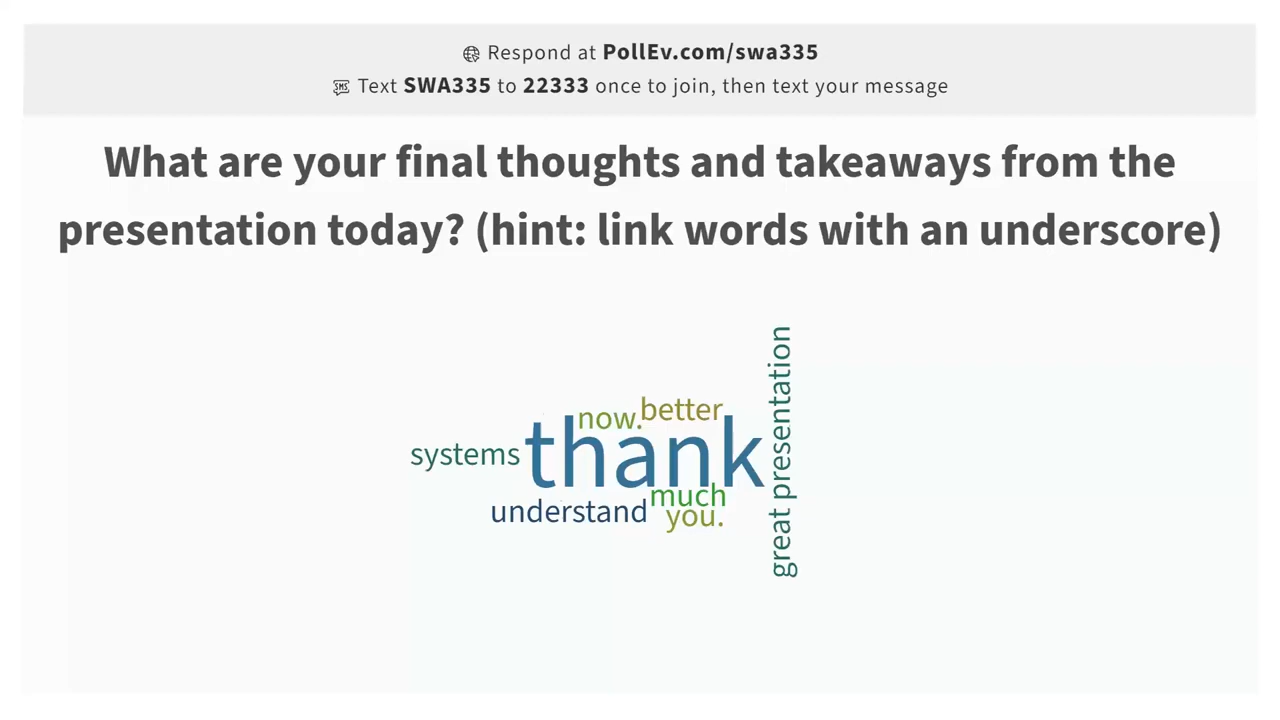 Respond at PollEv.com/swa335
Text SWA335 to 22333 once to join, then text your message
What are your final thoughts and takeaways from the
presentation today? (hint: link words with an underscore)
great presentation
better
now.
systems
thank
much
understand
you.